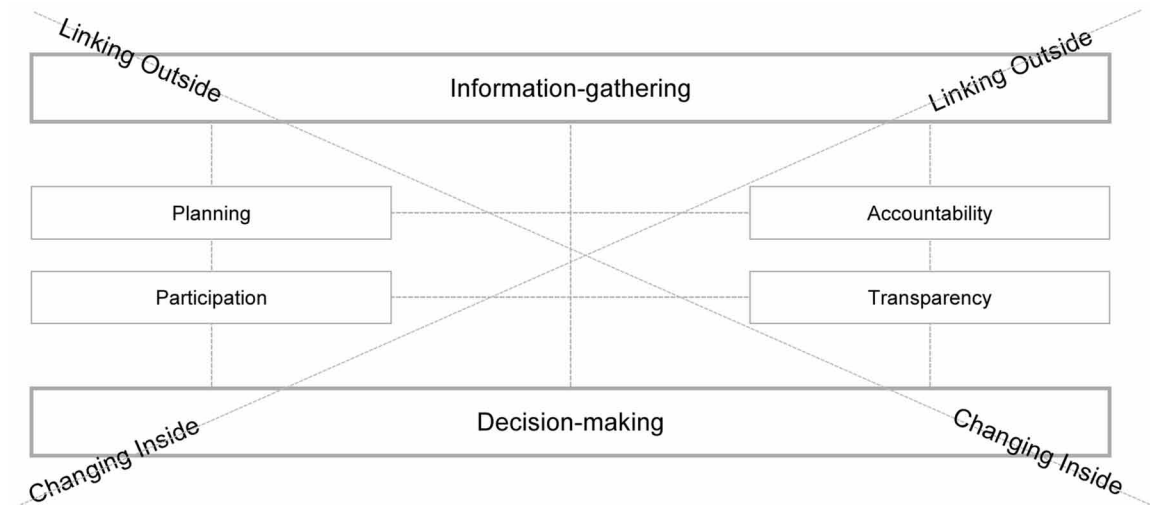 Linking Outside
Linking Outside
Information-gathering
Planning
Accountability
Participation
Transparency
Decision-making
Changing Inside
Changing Inside